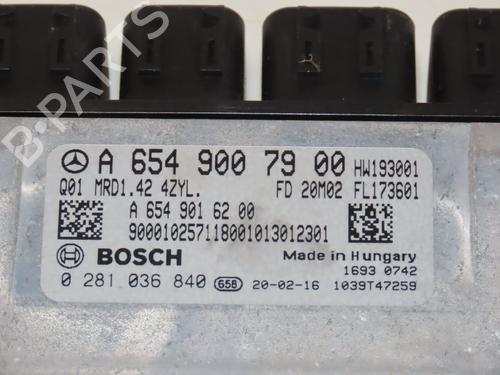 B-PARTS
A 654 900 79 00 HW193001
Q01 MRD1.42 4ZYL. FD 20M02 FL173601
A 654 901 62 00
900010257118001013012301
BOSCH Made in Hungary
1693 0742
0 281 036 840 658 20-02-16 1039T47259